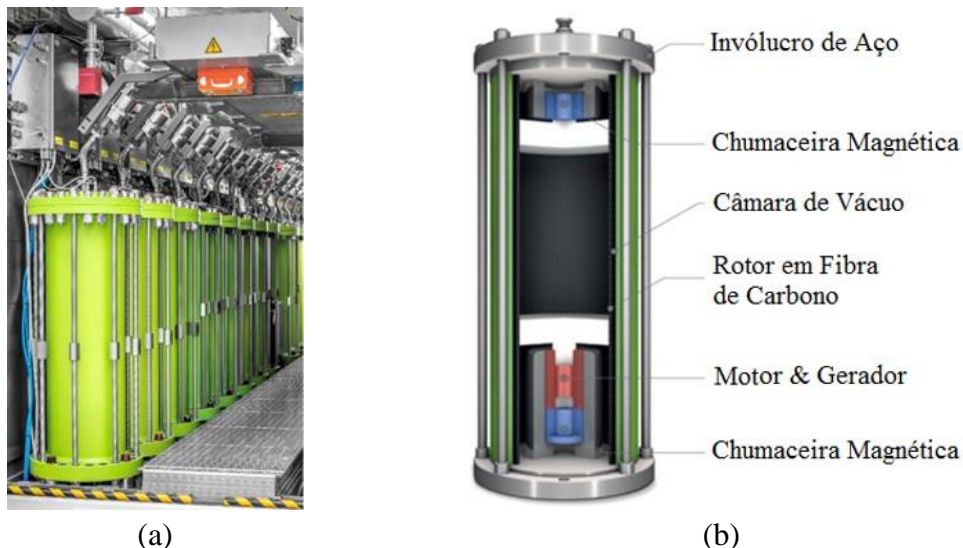 Invólucro de Aço
Chumaceira Magnética
Câmara de Vácuo
Rotor em Fibra
de Carbono
Motor & Gerador
Chumaceira Magnética
(a)
(b)